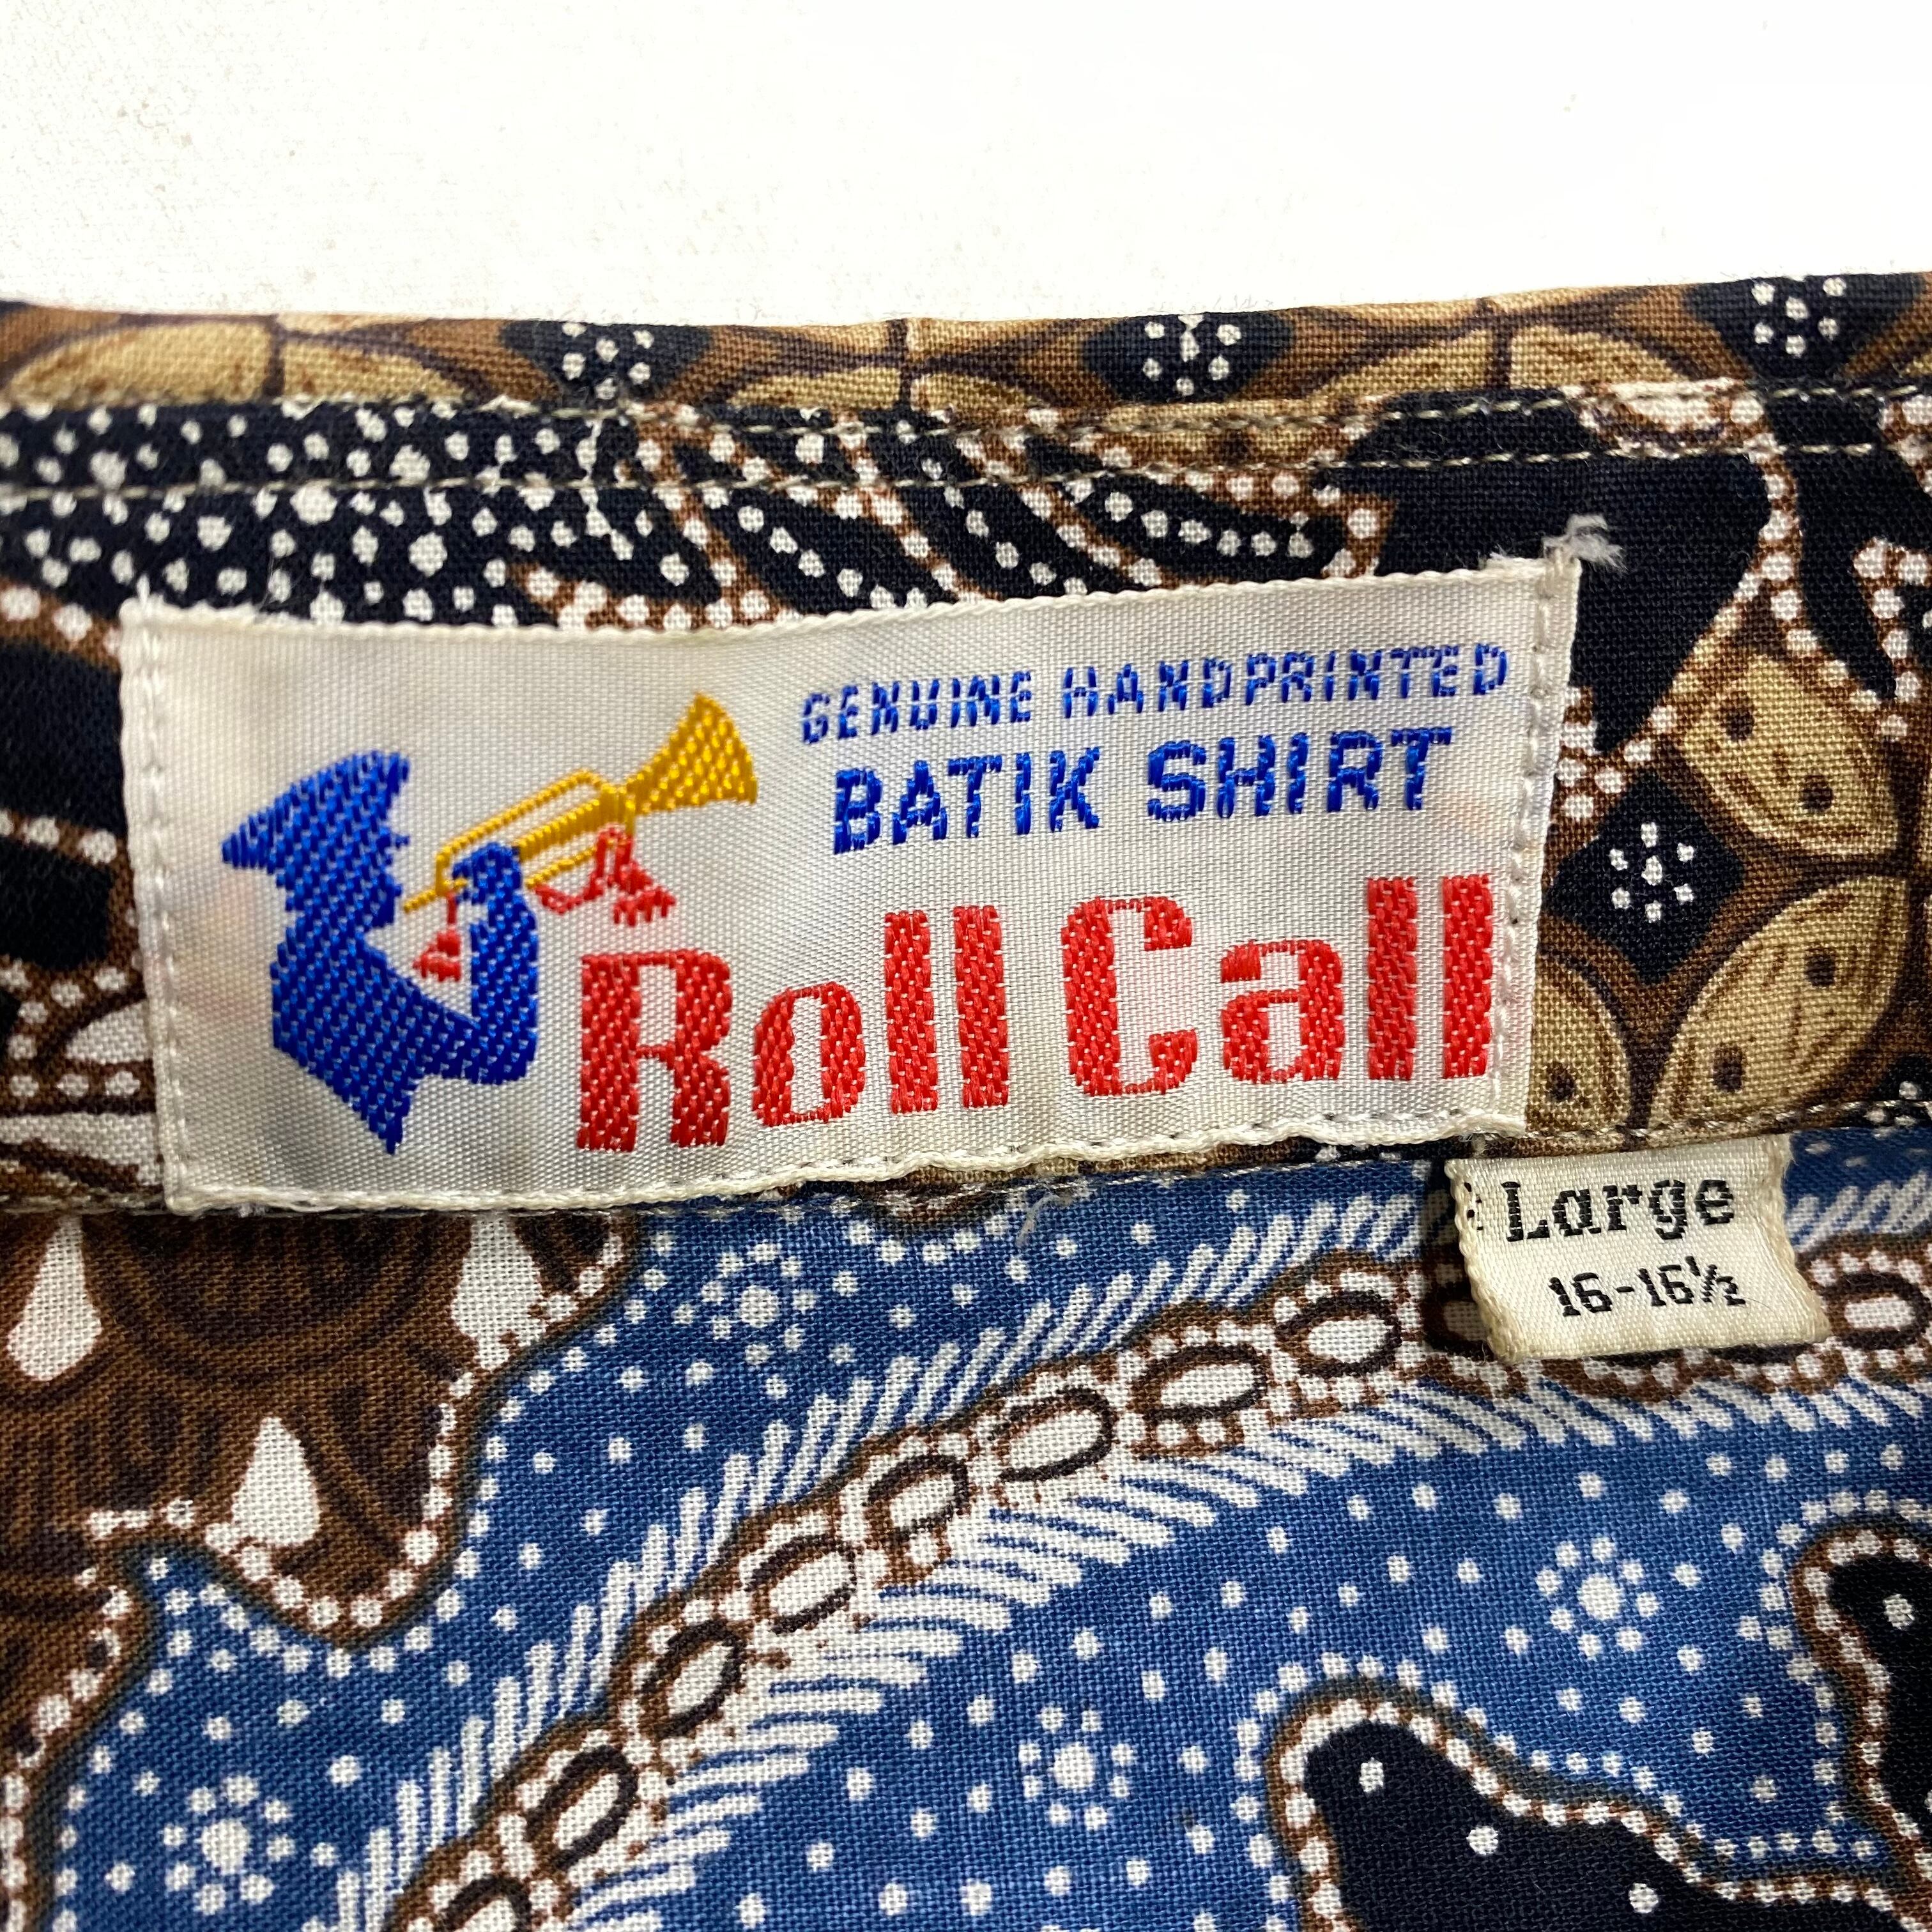 GENUINE HANDPRINTED
BATIK SHIRT
Roll Call
Large
16-16½